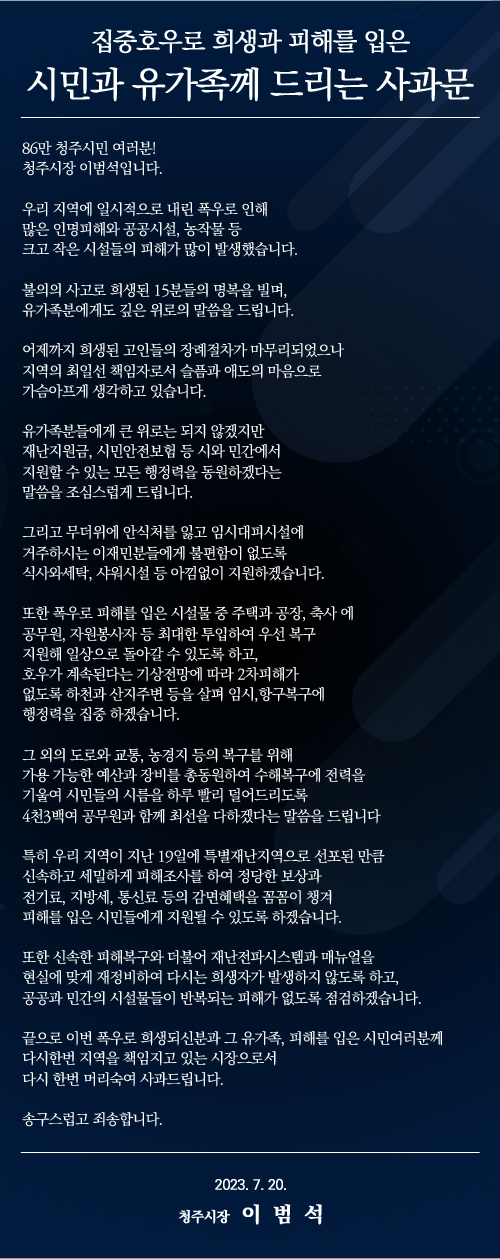 집중호우로 희생과 피해를 입은
시민과 유가족께 드리는 사과문
86만 청주시민 여러분!
청주시장 이범석입니다.
우리 지역에 일시적으로 내린 폭우로 인해
많은 인명피해와 공공시설, 농작물 등
크고 작은 시설들의 피해가 많이 발생했습니다.
불의의 사고로 희생된 15분들의 명복을 빌며,
유가족분에게도 깊은 위로의 말씀을 드립니다.
어제까지 희생된 고인들의 장례절차가 마무리되었으나
지역의 최일선 책임자로서 슬픔과 애도의 마음으로
가슴아프게 생각하고 있습니다.
유가족분들에게 큰 위로는 되지 않겠지만
재난지원금, 시민안전보험 등 시와 민간에서
지원할 수 있는 모든 행정력을 동원하겠다는
말씀을 조심스럽게 드립니다.
그리고 무더위에 안식처를 잃고 임시대피시설에
거주하시는 이재민분들에게 불편함이 없도록
식사와세탁, 샤워시설 등 아낌없이 지원하겠습니다.
또한 폭우로 피해를 입은 시설물 중 주택과 공장, 축사 에
공무원, 자원봉사자 등 최대한 투입하여 우선 복구
지원해 일상으로 돌아갈 수 있도록 하고,
호우가 계속된다는 기상전망에 따라 2차피해가
없도록 하천과 산지주변 등을 살펴 임시,항구복구에
행정력을 집중 하겠습니다.
그 외의 도로와 교통, 농경지 등의 복구를 위해
가용 가능한 예산과 장비를 총동원하여 수해복구에 전력을
기울여 시민들의 시름을 하루 빨리 덜어드리도록
4천3백여 공무원과 함께 최선을 다하겠다는 말씀을 드립니다
특히 우리 지역이 지난 19일에 특별재난지역으로 선포된 만큼
신속하고 세밀하게 피해조사를 하여 정당한 보상과
전기료, 지방세, 통신료 등의 감면혜택을 꼼꼼이 챙겨
피해를 입은 시민들에게 지원될 수 있도록 하겠습니다.
또한 신속한 피해복구와 더불어 재난전파시스템과 매뉴얼을
현실에 맞게 재정비하여 다시는 희생자가 발생하지 않도록 하고,
공공과 민간의 시설물들이 반복되는 피해가 없도록 점검하겠습니다.
끝으로 이번 폭우로 희생되신분과 그 유가족, 피해를 입은 시민여러분께
다시한번 지역을 책임지고 있는 시장으로서
다시 한번 머리숙여 사과드립니다.
송구스럽고 죄송합니다.
2023. 7. 20.
청주시장 이 범 석